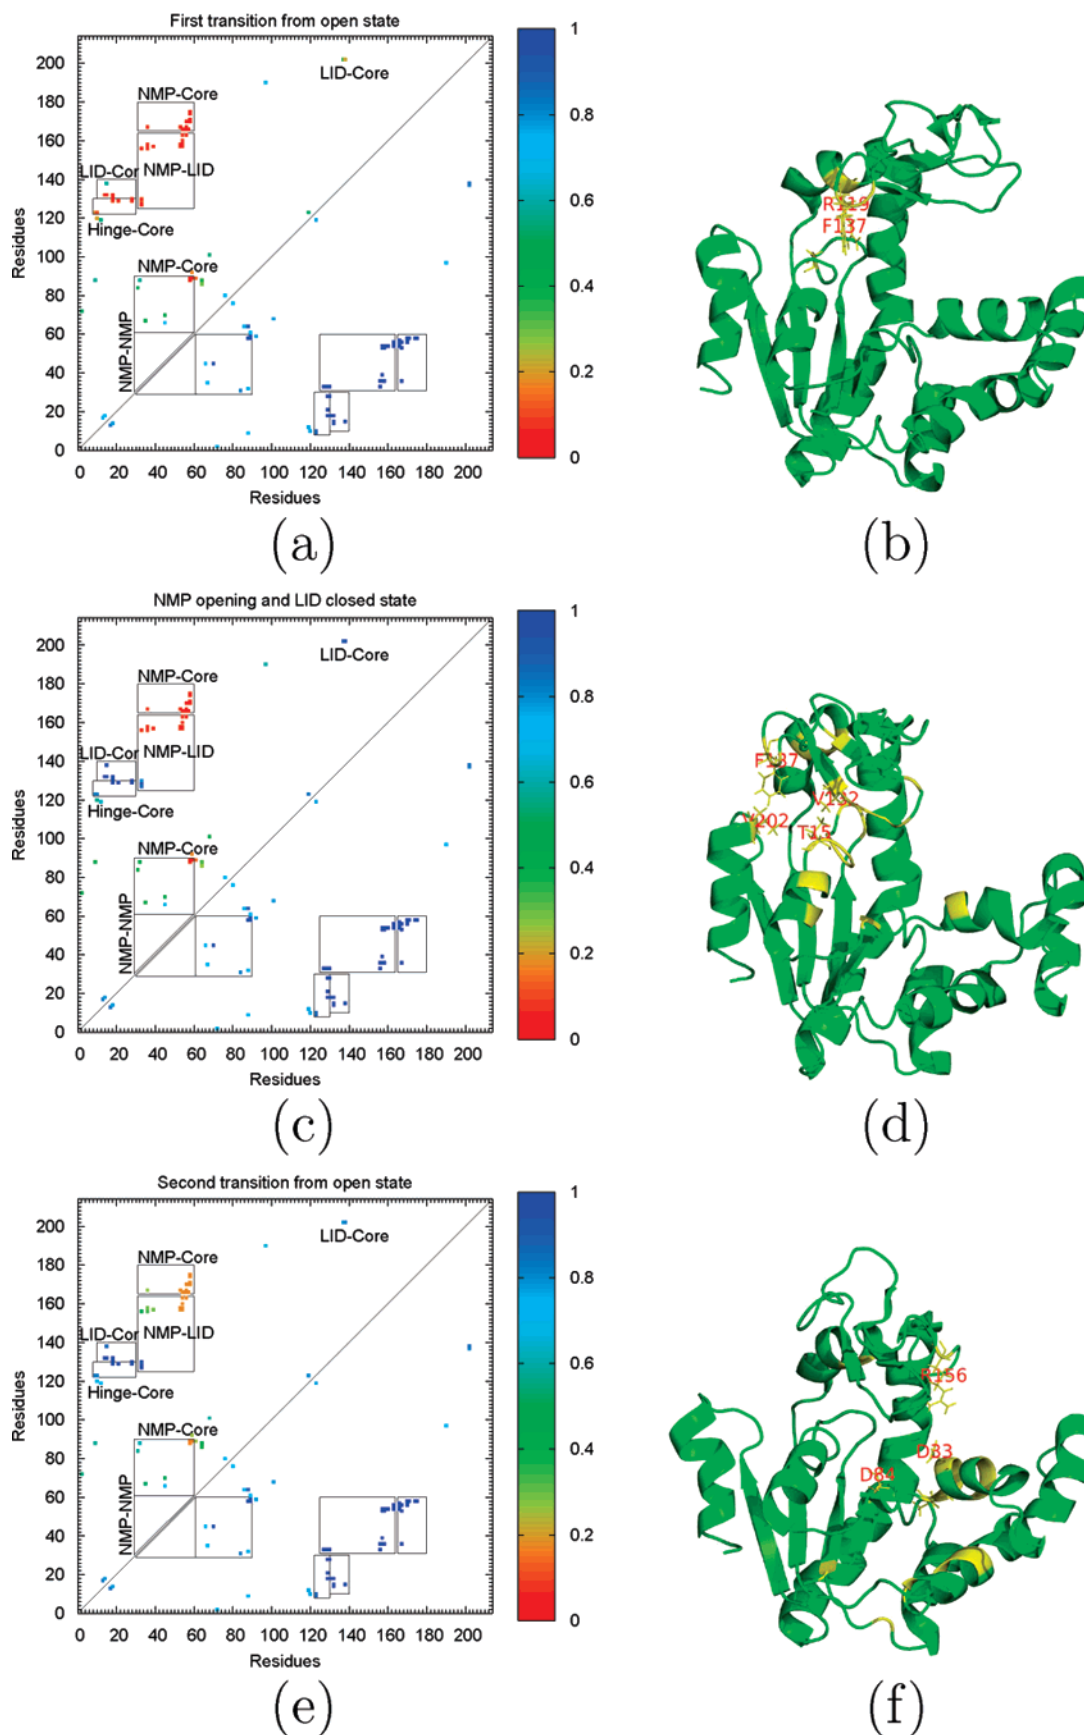 First transition from open state
200
180
160
140
120
100
80
60
40
20
0
Residues
LID-Core
NMP-Core
NMP-LID
LID-Cor
Hinge-Core
NMP-Core
NMP-NMP
0 20 40 60 80 100 120 140 160 180 200
Residues
1
0.8
0.6
0.4
0.2
0
(a)
R119
F137
(b)
NMP opening and LID closed state
200
180
160
140
120
100
80
60
40
20
0
Residues
LID-Core
NMP-Core
NMP-LID
LID-Cor
Hinge-Core
NMP-Core
NMP-NMP
0 20 40 60 80 100 120 140 160 180 200
Residues
1
0.8
0.6
0.4
0.2
0
(c)
F137
V132
V202
T15
(d)
Second transition from open state
200
180
160
140
120
100
80
60
40
20
0
Residues
LID-Core
NMP-Core
NMP-LID
LID-Cor
Hinge-Core
NMP-Core
NMP-NMP
0 20 40 60 80 100 120 140 160 180 200
Residues
1
0.8
0.6
0.4
0.2
0
(e)
R156
D33
D84
(f)